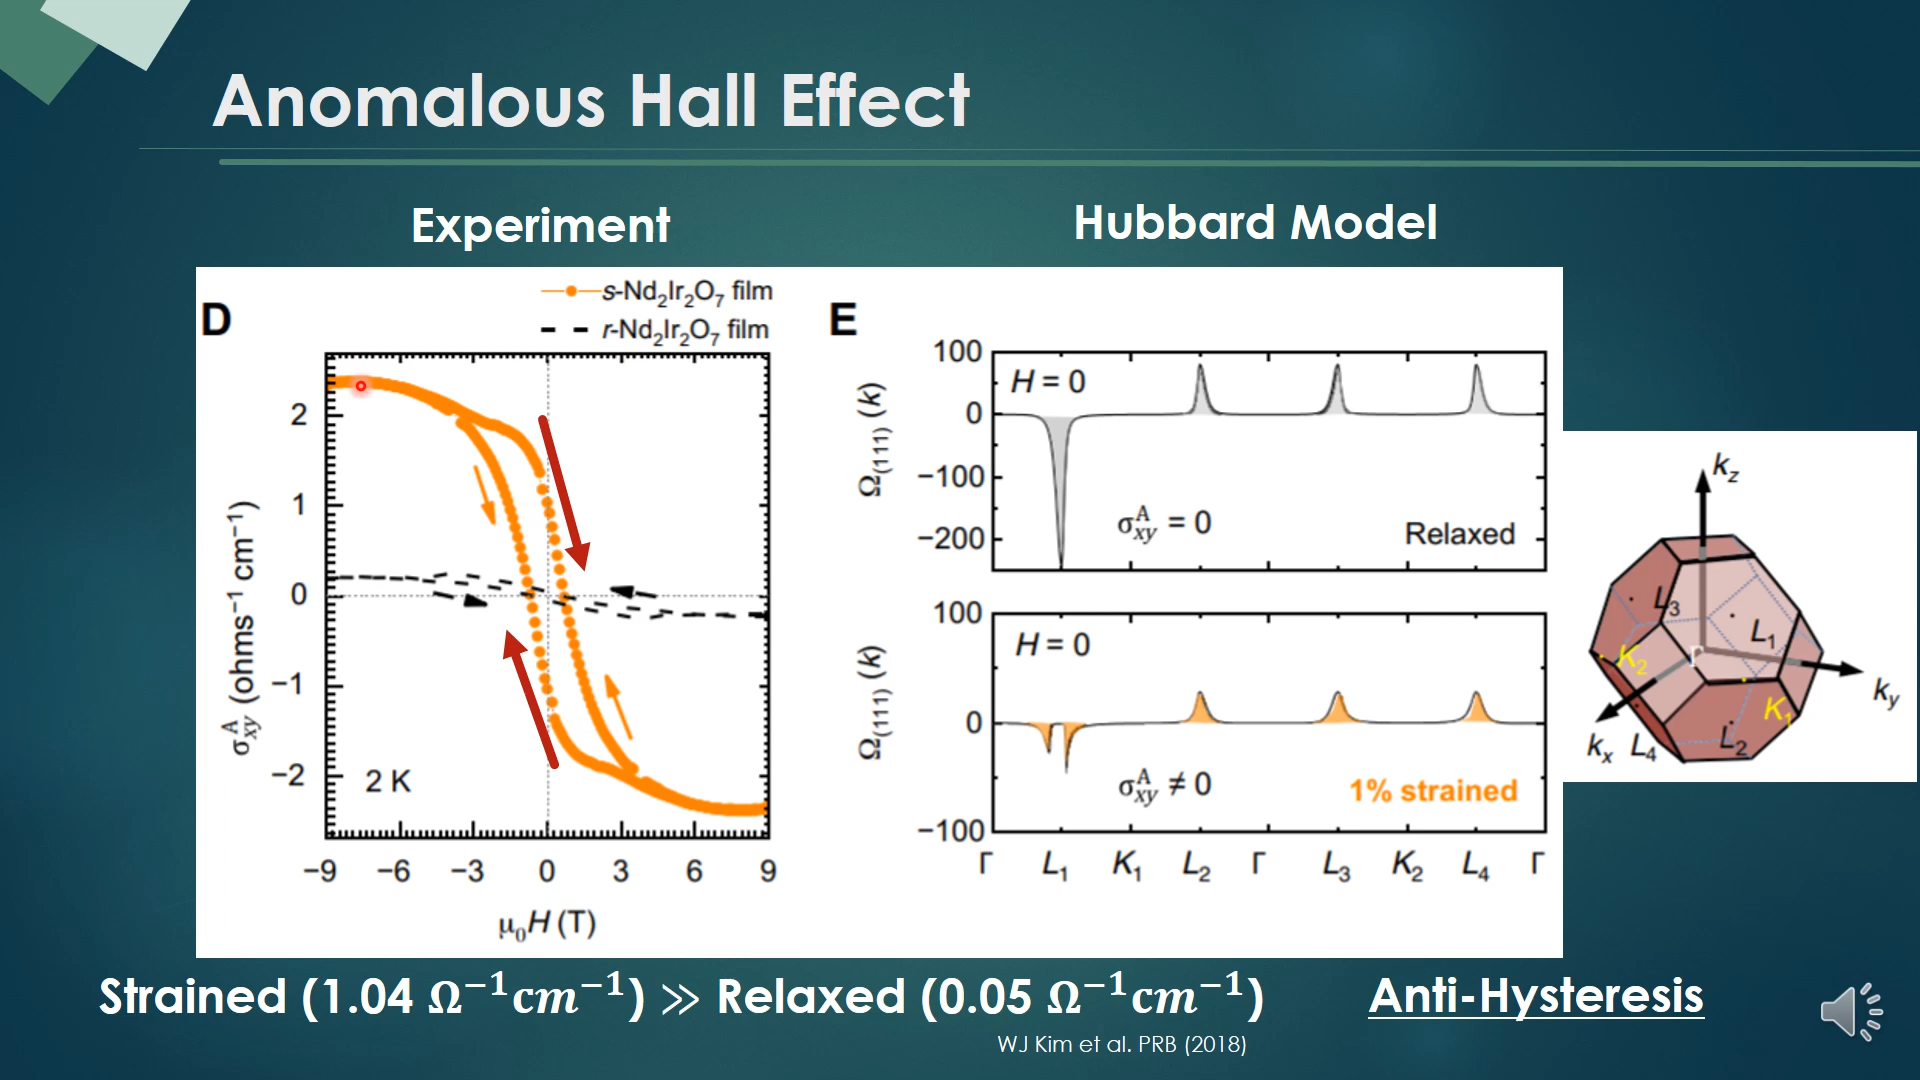 Anomalous Hall Effect
Experiment
Hubbard Model
D
s-Nd₂Ir₂O₇ film
r-Nd₂Ir₂O₇ film
2
1
0
−1
−2
σᴬxy (ohms⁻¹ cm⁻¹)
2 K
−9 −6 −3 0 3 6 9
μ₀H (T)
E
100
0
−100
−200
Ω(111) (k)
H = 0
σᴬxy = 0
Relaxed
100
0
−100
Ω(111) (k)
H = 0
σᴬxy ≠ 0
1% strained
Γ L₁ K₁ L₂ Γ L₃ K₂ L₄ Γ
kz
L₃
L₁
K₂
Γ
ky
K₁
kx
L₄
L₂
Strained (1.04 Ω⁻¹cm⁻¹) ≫ Relaxed (0.05 Ω⁻¹cm⁻¹)
Anti-Hysteresis
WJ Kim et al. PRB (2018)